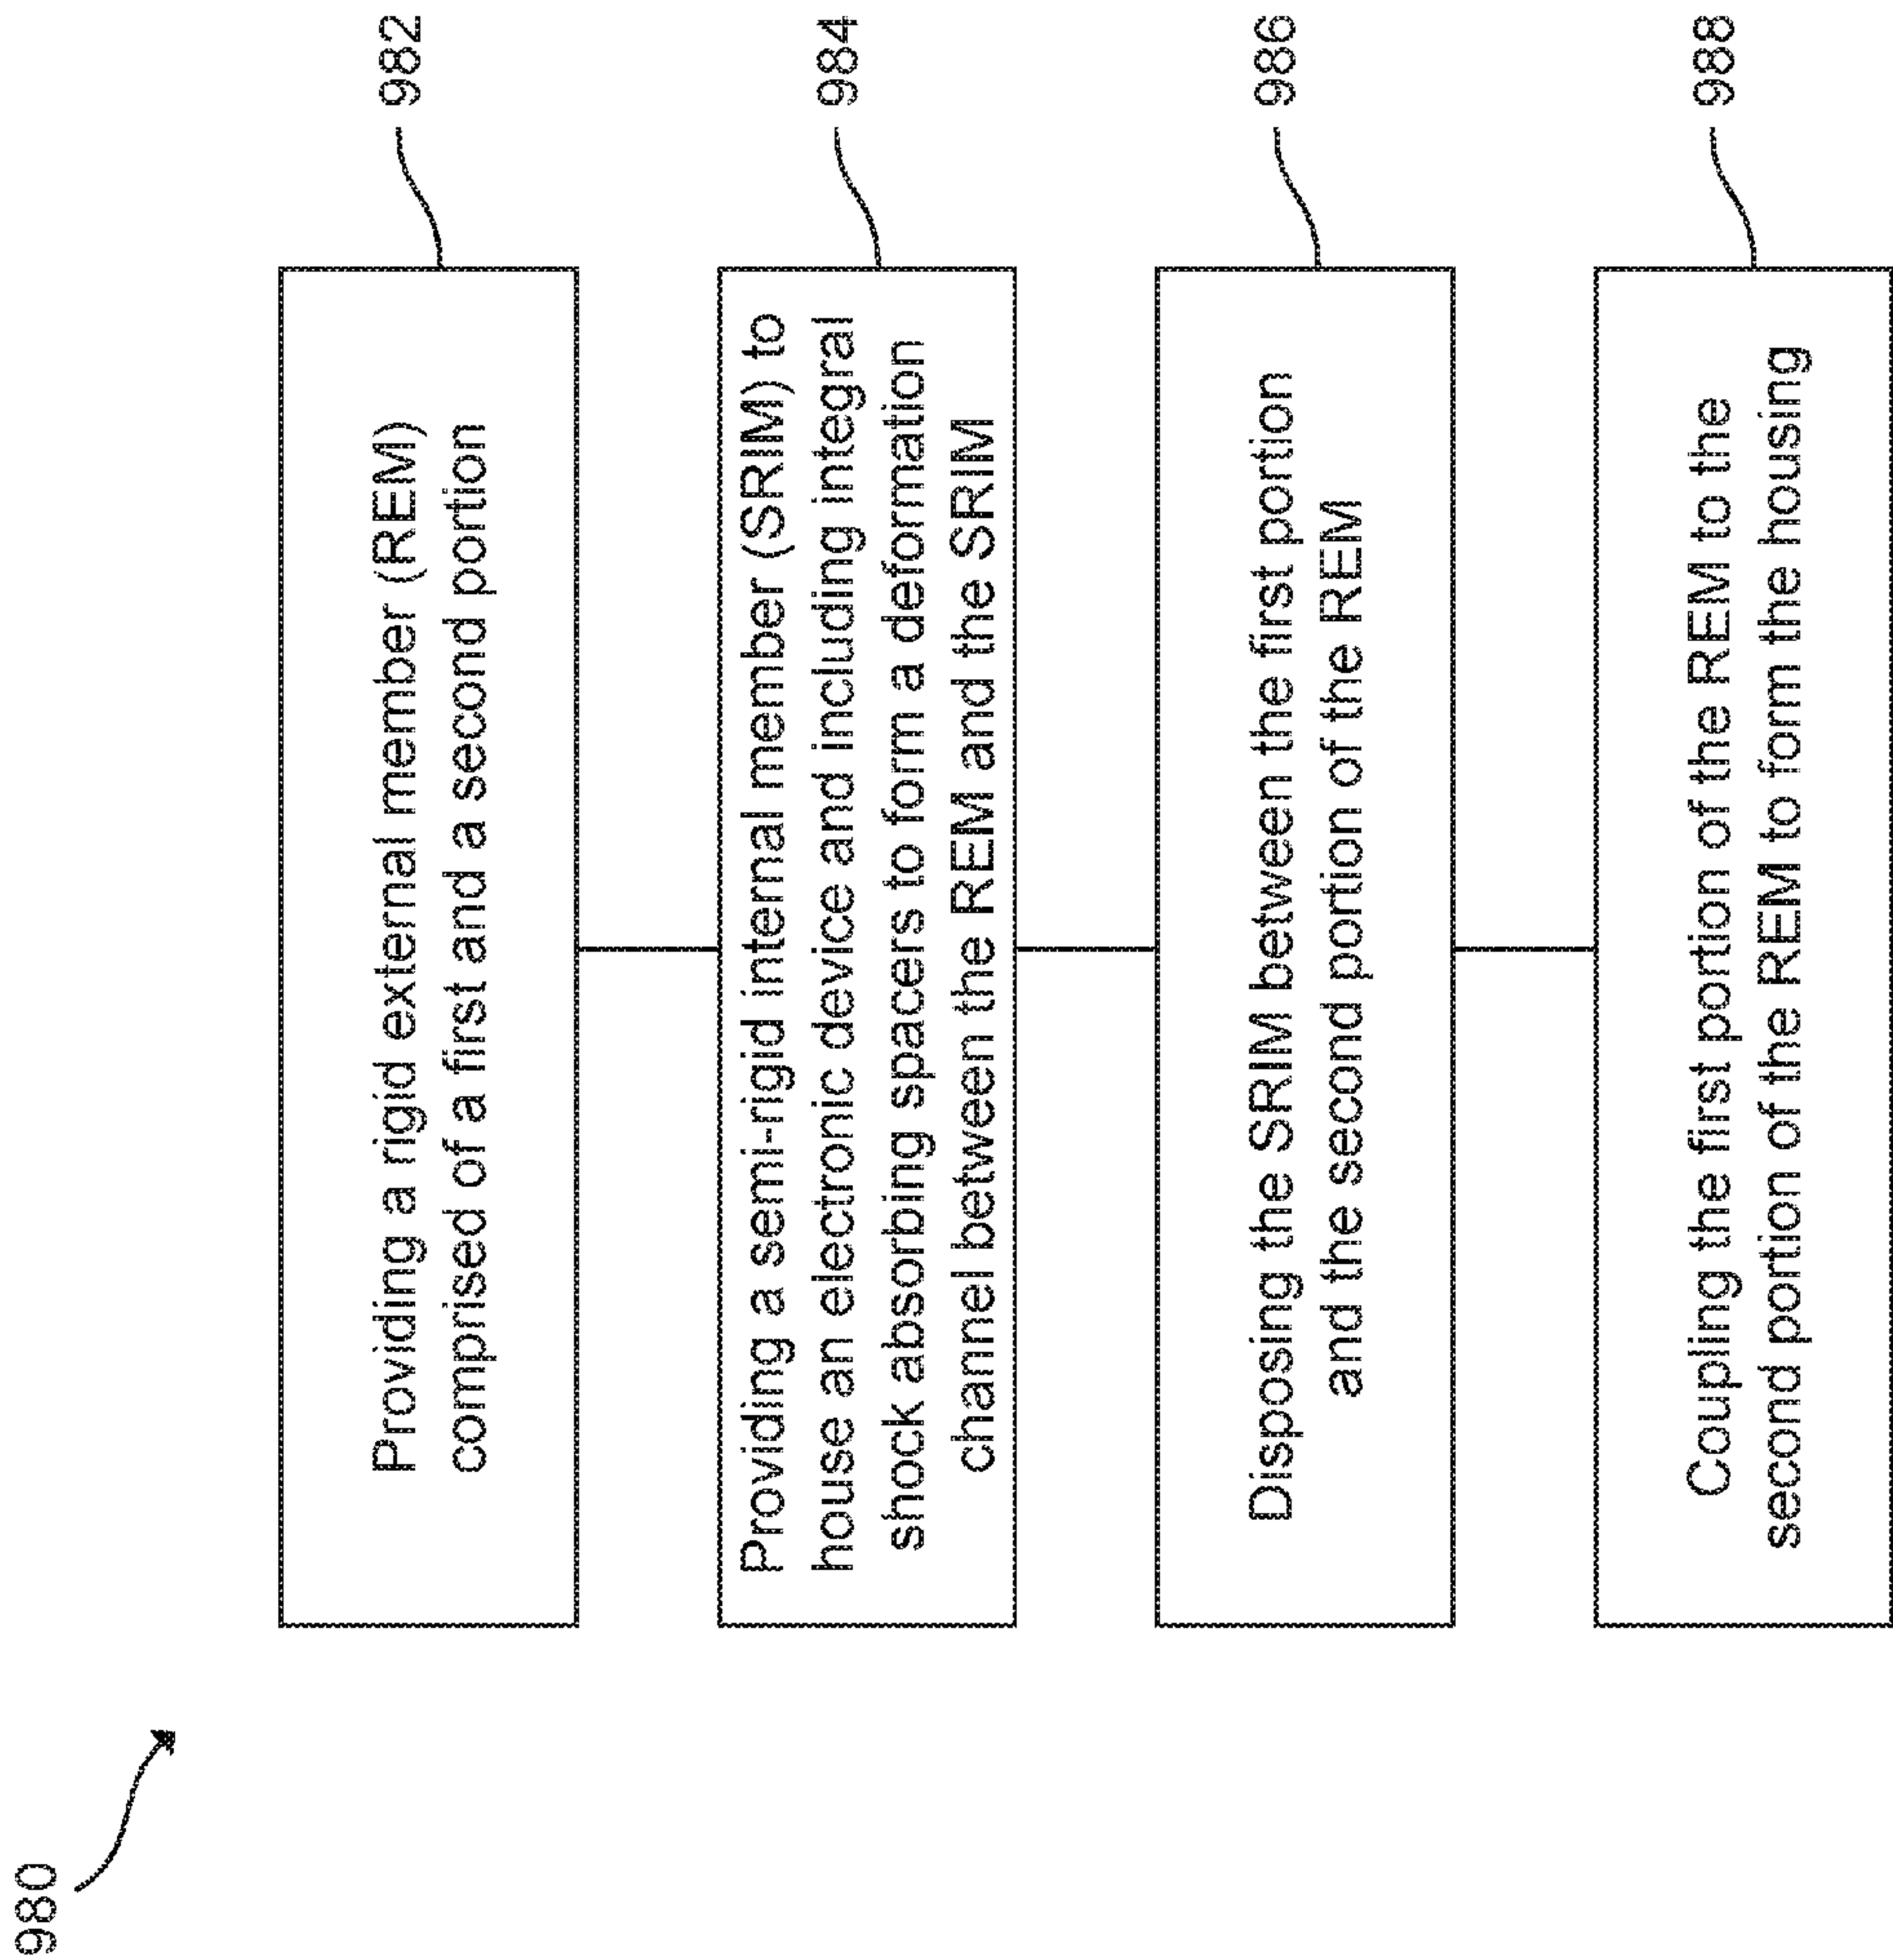 980
Providing a rigid external member (REM)
comprised of a first and a second portion
982
Providing a semi-rigid internal member (SRIM) to
house an electronic device and including integral
shock absorbing spacers to form a deformation
channel between the REM and the SRIM
984
Disposing the SRIM between the first portion
and the second portion of the REM
986
Coupling the first portion of the REM to the
second portion of the REM to form the housing
988